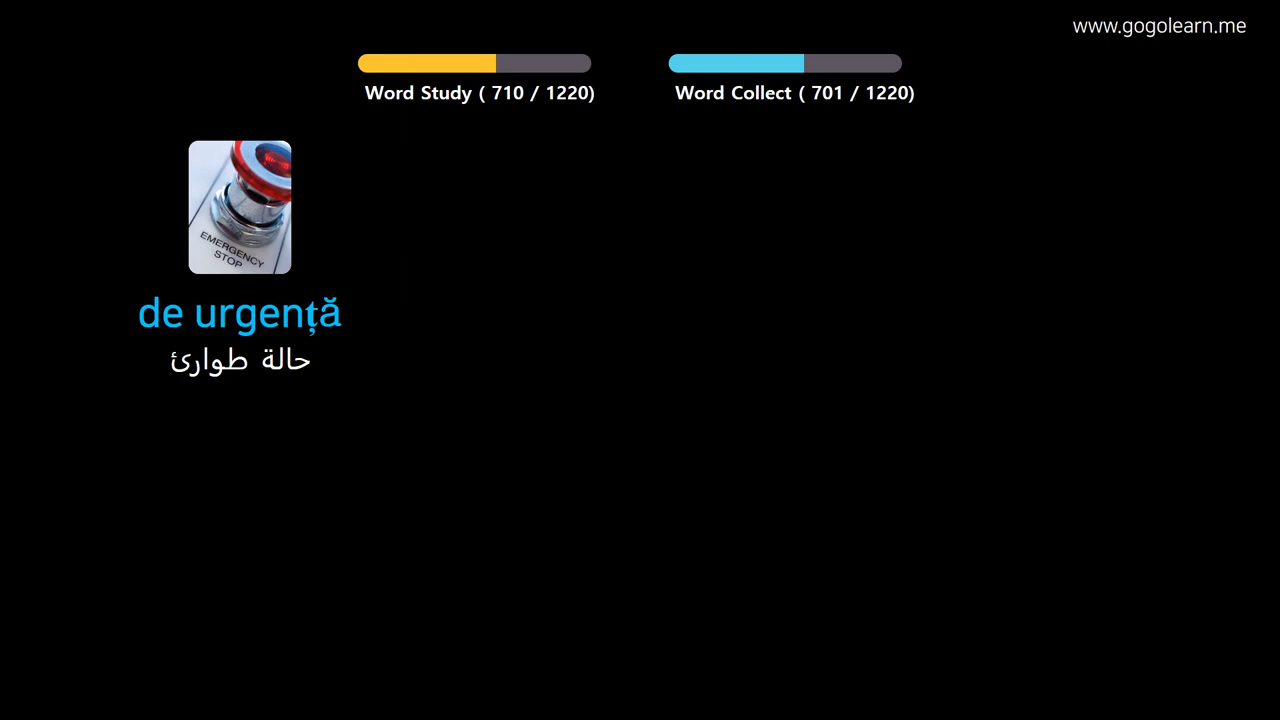 www.gogolearn.me
Word Study ( 710 / 1220)
Word Collect ( 701 / 1220)
EMERGENCY
STOP
de urgență
حالة طوارئ